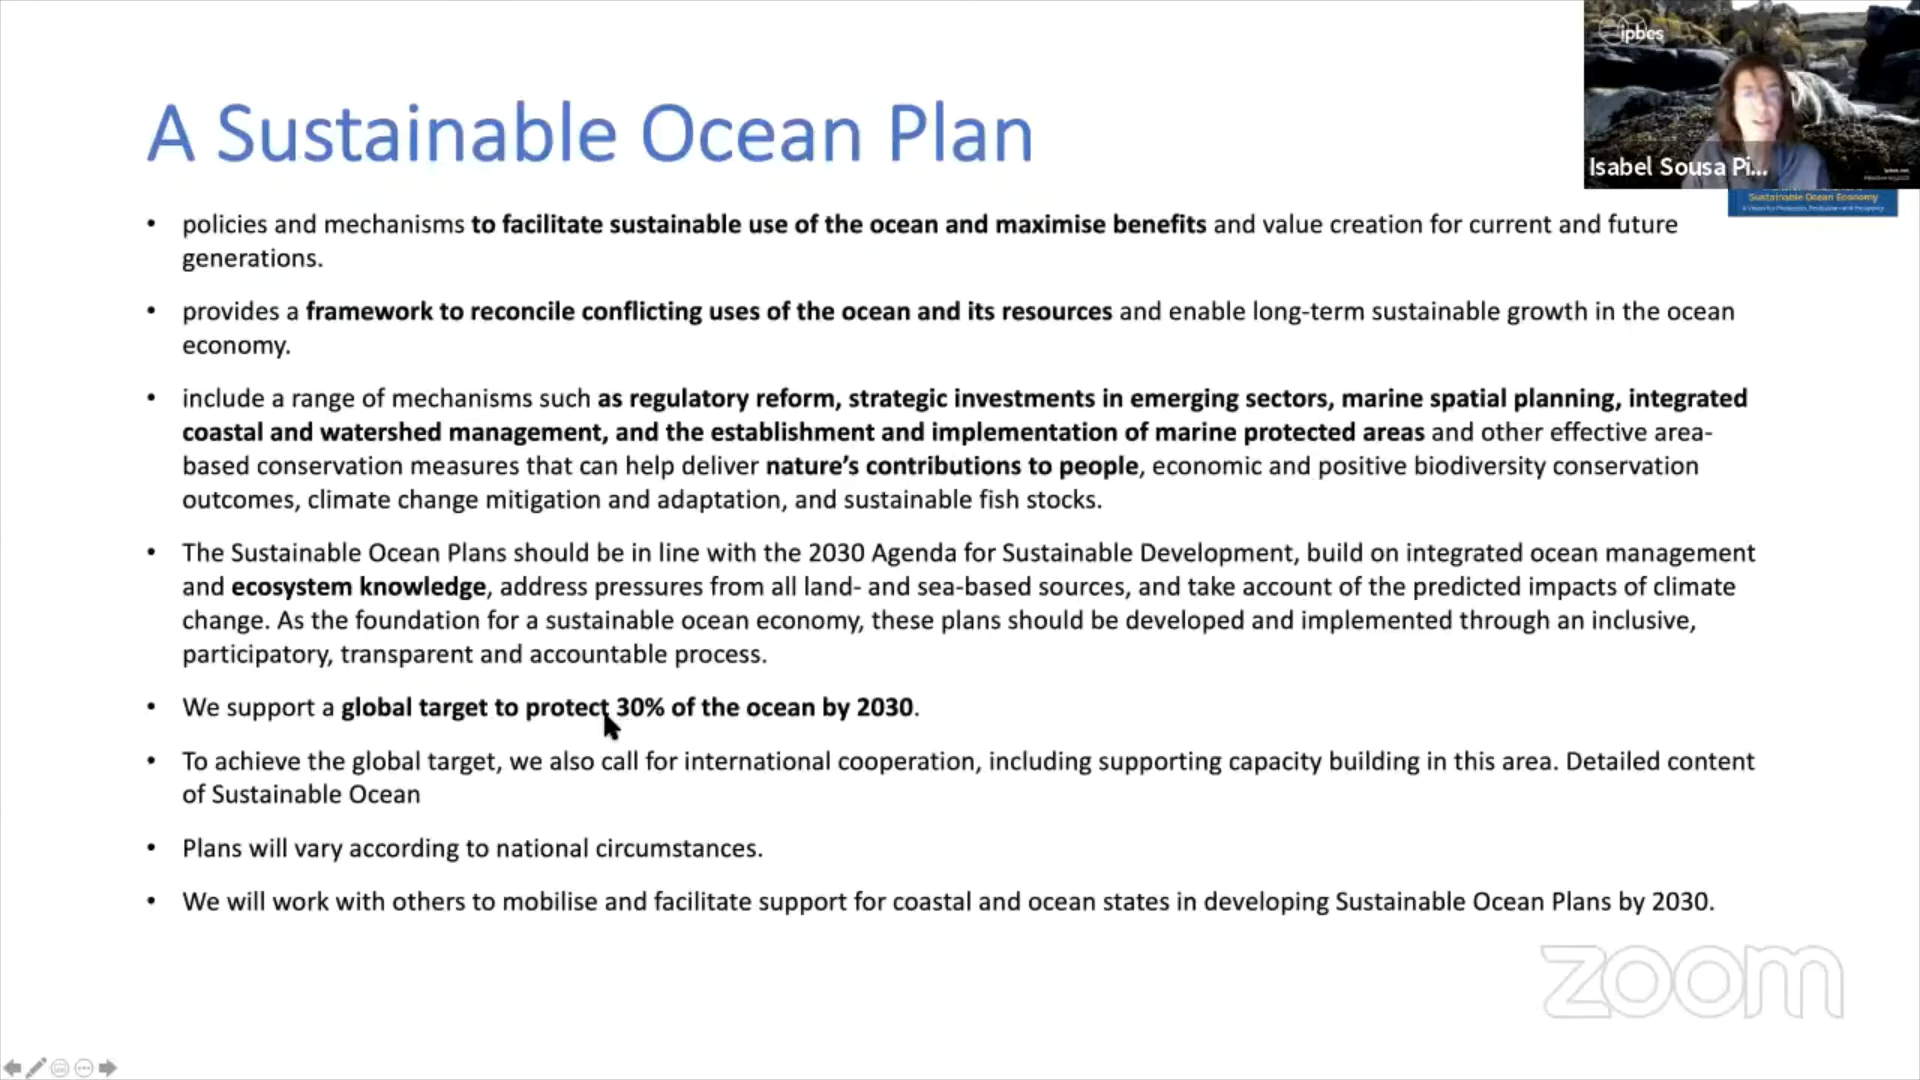 ipbes
Isabel Sousa Pi...
Sustainable Ocean Economy
A Sustainable Ocean Plan
• policies and mechanisms to facilitate sustainable use of the ocean and maximise benefits and value creation for current and future
generations.
• provides a framework to reconcile conflicting uses of the ocean and its resources and enable long-term sustainable growth in the ocean
economy.
• include a range of mechanisms such as regulatory reform, strategic investments in emerging sectors, marine spatial planning, integrated
coastal and watershed management, and the establishment and implementation of marine protected areas and other effective area-
based conservation measures that can help deliver nature’s contributions to people, economic and positive biodiversity conservation
outcomes, climate change mitigation and adaptation, and sustainable fish stocks.
• The Sustainable Ocean Plans should be in line with the 2030 Agenda for Sustainable Development, build on integrated ocean management
and ecosystem knowledge, address pressures from all land- and sea-based sources, and take account of the predicted impacts of climate
change. As the foundation for a sustainable ocean economy, these plans should be developed and implemented through an inclusive,
participatory, transparent and accountable process.
• We support a global target to protect 30% of the ocean by 2030.
• To achieve the global target, we also call for international cooperation, including supporting capacity building in this area. Detailed content
of Sustainable Ocean
• Plans will vary according to national circumstances.
• We will work with others to mobilise and facilitate support for coastal and ocean states in developing Sustainable Ocean Plans by 2030.
zoom